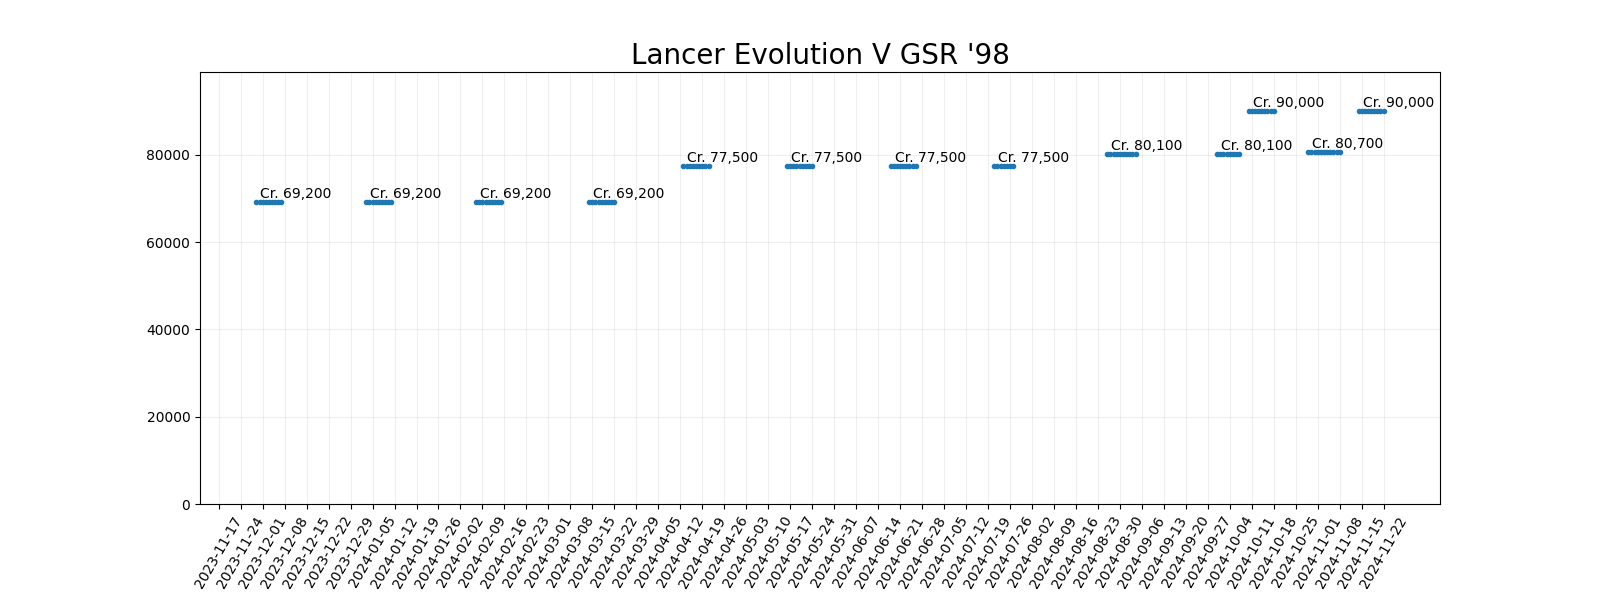 Lancer Evolution V GSR '98
Cr. 90,000 Cr. 90,000
Cr. 80,100 Cr. 80,100 Cr. 80,700
Cr. 77,500 Cr. 77,500 Cr. 77,500 Cr. 77,500
Cr. 69,200 Cr. 69,200 Cr. 69,200 Cr. 69,200
80000
60000
40000
20000
0
2023-11-17 2023-11-24 2023-12-01 2023-12-08 2023-12-15 2023-12-22 2023-12-29 2024-01-05 2024-01-12 2024-01-19 2024-01-26 2024-02-02 2024-02-09 2024-02-16 2024-02-23 2024-03-01 2024-03-08 2024-03-15 2024-03-22 2024-03-29 2024-04-05 2024-04-12 2024-04-19 2024-04-26 2024-05-03 2024-05-10 2024-05-17 2024-05-24 2024-05-31 2024-06-07 2024-06-14 2024-06-21 2024-06-28 2024-07-05 2024-07-12 2024-07-19 2024-07-26 2024-08-02 2024-08-09 2024-08-16 2024-08-23 2024-08-30 2024-09-06 2024-09-13 2024-09-20 2024-09-27 2024-10-04 2024-10-11 2024-10-18 2024-10-25 2024-11-01 2024-11-08 2024-11-15 2024-11-22